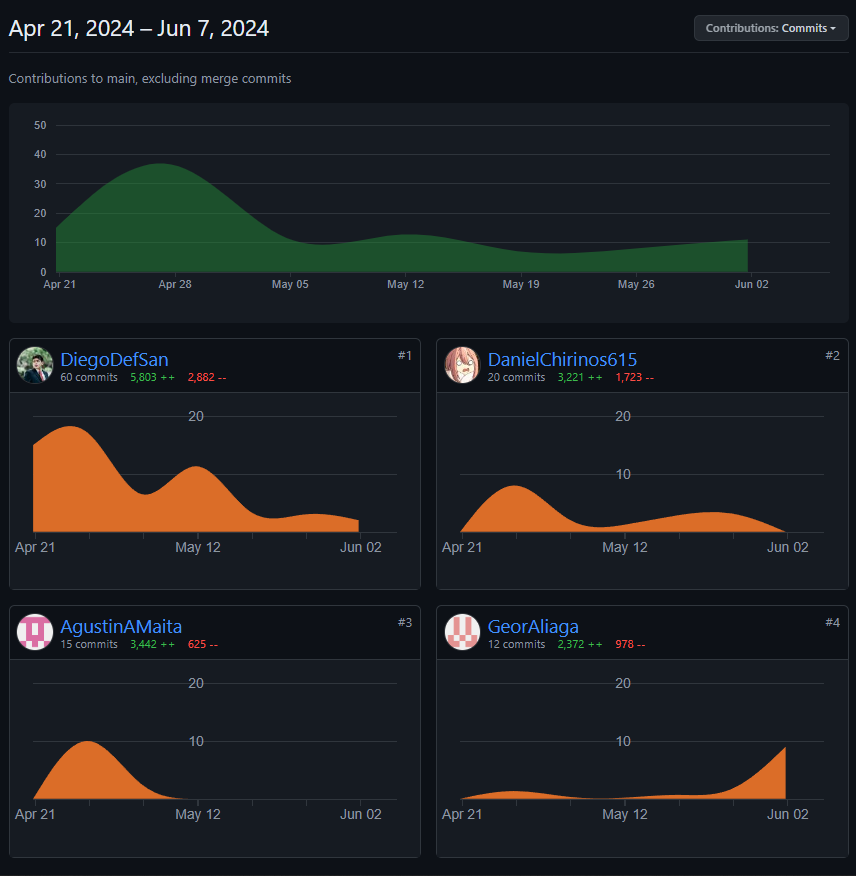 Apr 21, 2024 – Jun 7, 2024
Contributions: Commits
Contributions to main, excluding merge commits
50
40
30
20
10
0
Apr 21 Apr 28 May 05 May 12 May 19 May 26 Jun 02
DiegoDefSan #1
60 commits 5,803 ++ 2,882 --
20
Apr 21 May 12 Jun 02
DanielChirinos615 #2
20 commits 3,221 ++ 1,723 --
20
10
Apr 21 May 12 Jun 02
AgustinAMaita #3
15 commits 3,442 ++ 625 --
20
10
Apr 21 May 12 Jun 02
GeorAliaga #4
12 commits 2,372 ++ 978 --
20
10
Apr 21 May 12 Jun 02